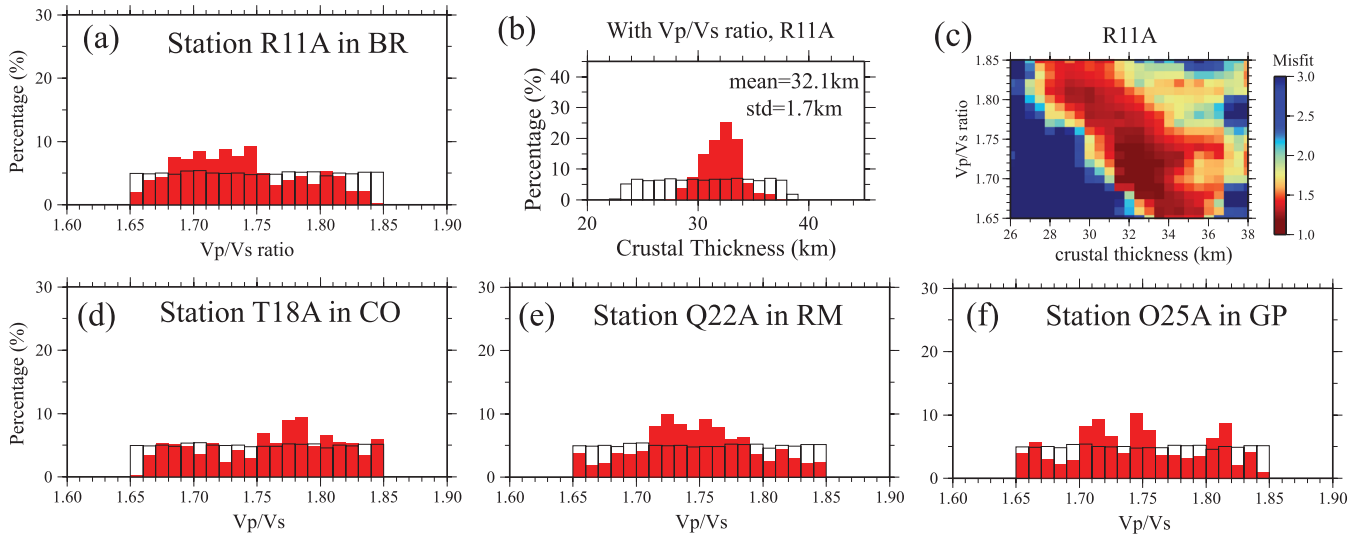 (a)
Station R11A in BR
Percentage (%)
30
20
10
0
1.60
1.70
1.75
1.80
1.90
Vp/Vs ratio
(b)
With Vp/Vs ratio, R11A
mean=32.1km
std=1.7km
Percentage (%)
40
30
20
10
0
20
30
40
Crustal Thickness (km)
(c)
R11A
Misfit
Vp/Vs ratio
1.85
1.80
1.75
1.70
1.65
26
28
30
32
34
36
38
crustal thickness (km)
3.0
2.5
2.0
1.5
1.0
(d)
Station T18A in CO
Percentage (%)
30
20
10
0
1.60
1.65
1.70
1.75
1.80
1.85
1.90
Vp/Vs
(e)
Station Q22A in RM
30
20
10
0
1.60
1.65
1.70
1.75
1.80
1.85
1.90
Vp/Vs
(f)
Station O25A in GP
30
20
10
0
1.60
1.65
1.70
1.75
1.80
1.85
1.90
Vp/Vs